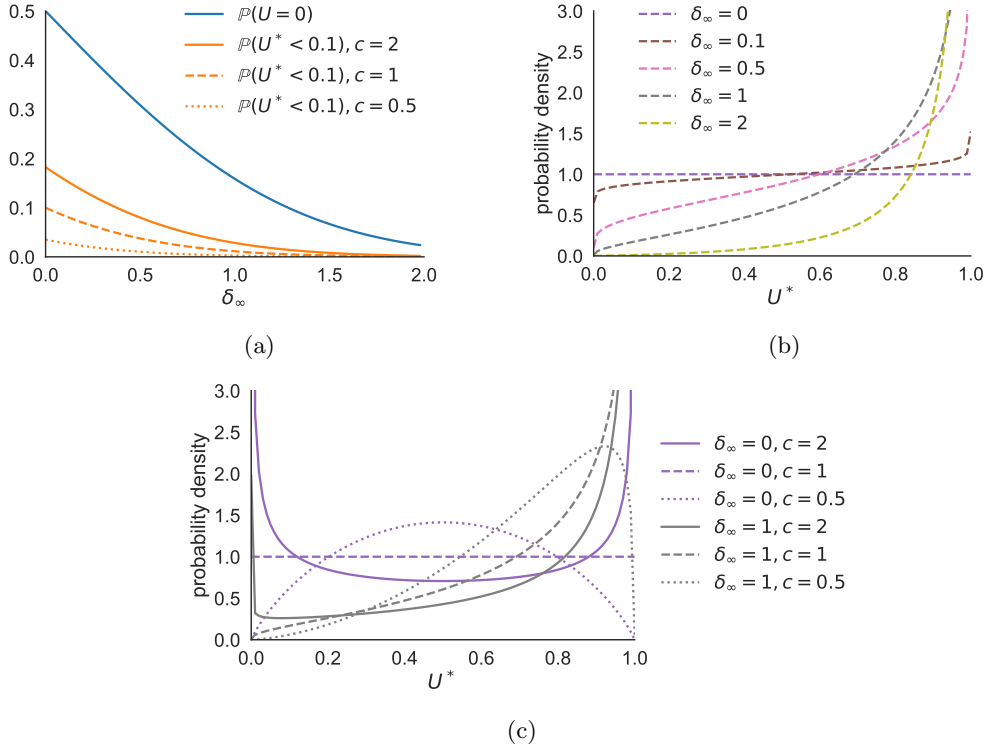 0.5
0.4
0.3
0.2
0.1
0.0
0.0 0.5 1.0 1.5 2.0
δ∞
ℙ(U = 0)
ℙ(U* < 0.1), c = 2
ℙ(U* < 0.1), c = 1
ℙ(U* < 0.1), c = 0.5
(a)
probability density
3.0
2.5
2.0
1.5
1.0
0.5
0.0
0.0 0.2 0.4 0.6 0.8 1.0
U*
δ∞ = 0
δ∞ = 0.1
δ∞ = 0.5
δ∞ = 1
δ∞ = 2
(b)
probability density
3.0
2.5
2.0
1.5
1.0
0.5
0.0
0.0 0.2 0.4 0.6 0.8 1.0
U*
δ∞ = 0, c = 2
δ∞ = 0, c = 1
δ∞ = 0, c = 0.5
δ∞ = 1, c = 2
δ∞ = 1, c = 1
δ∞ = 1, c = 0.5
(c)